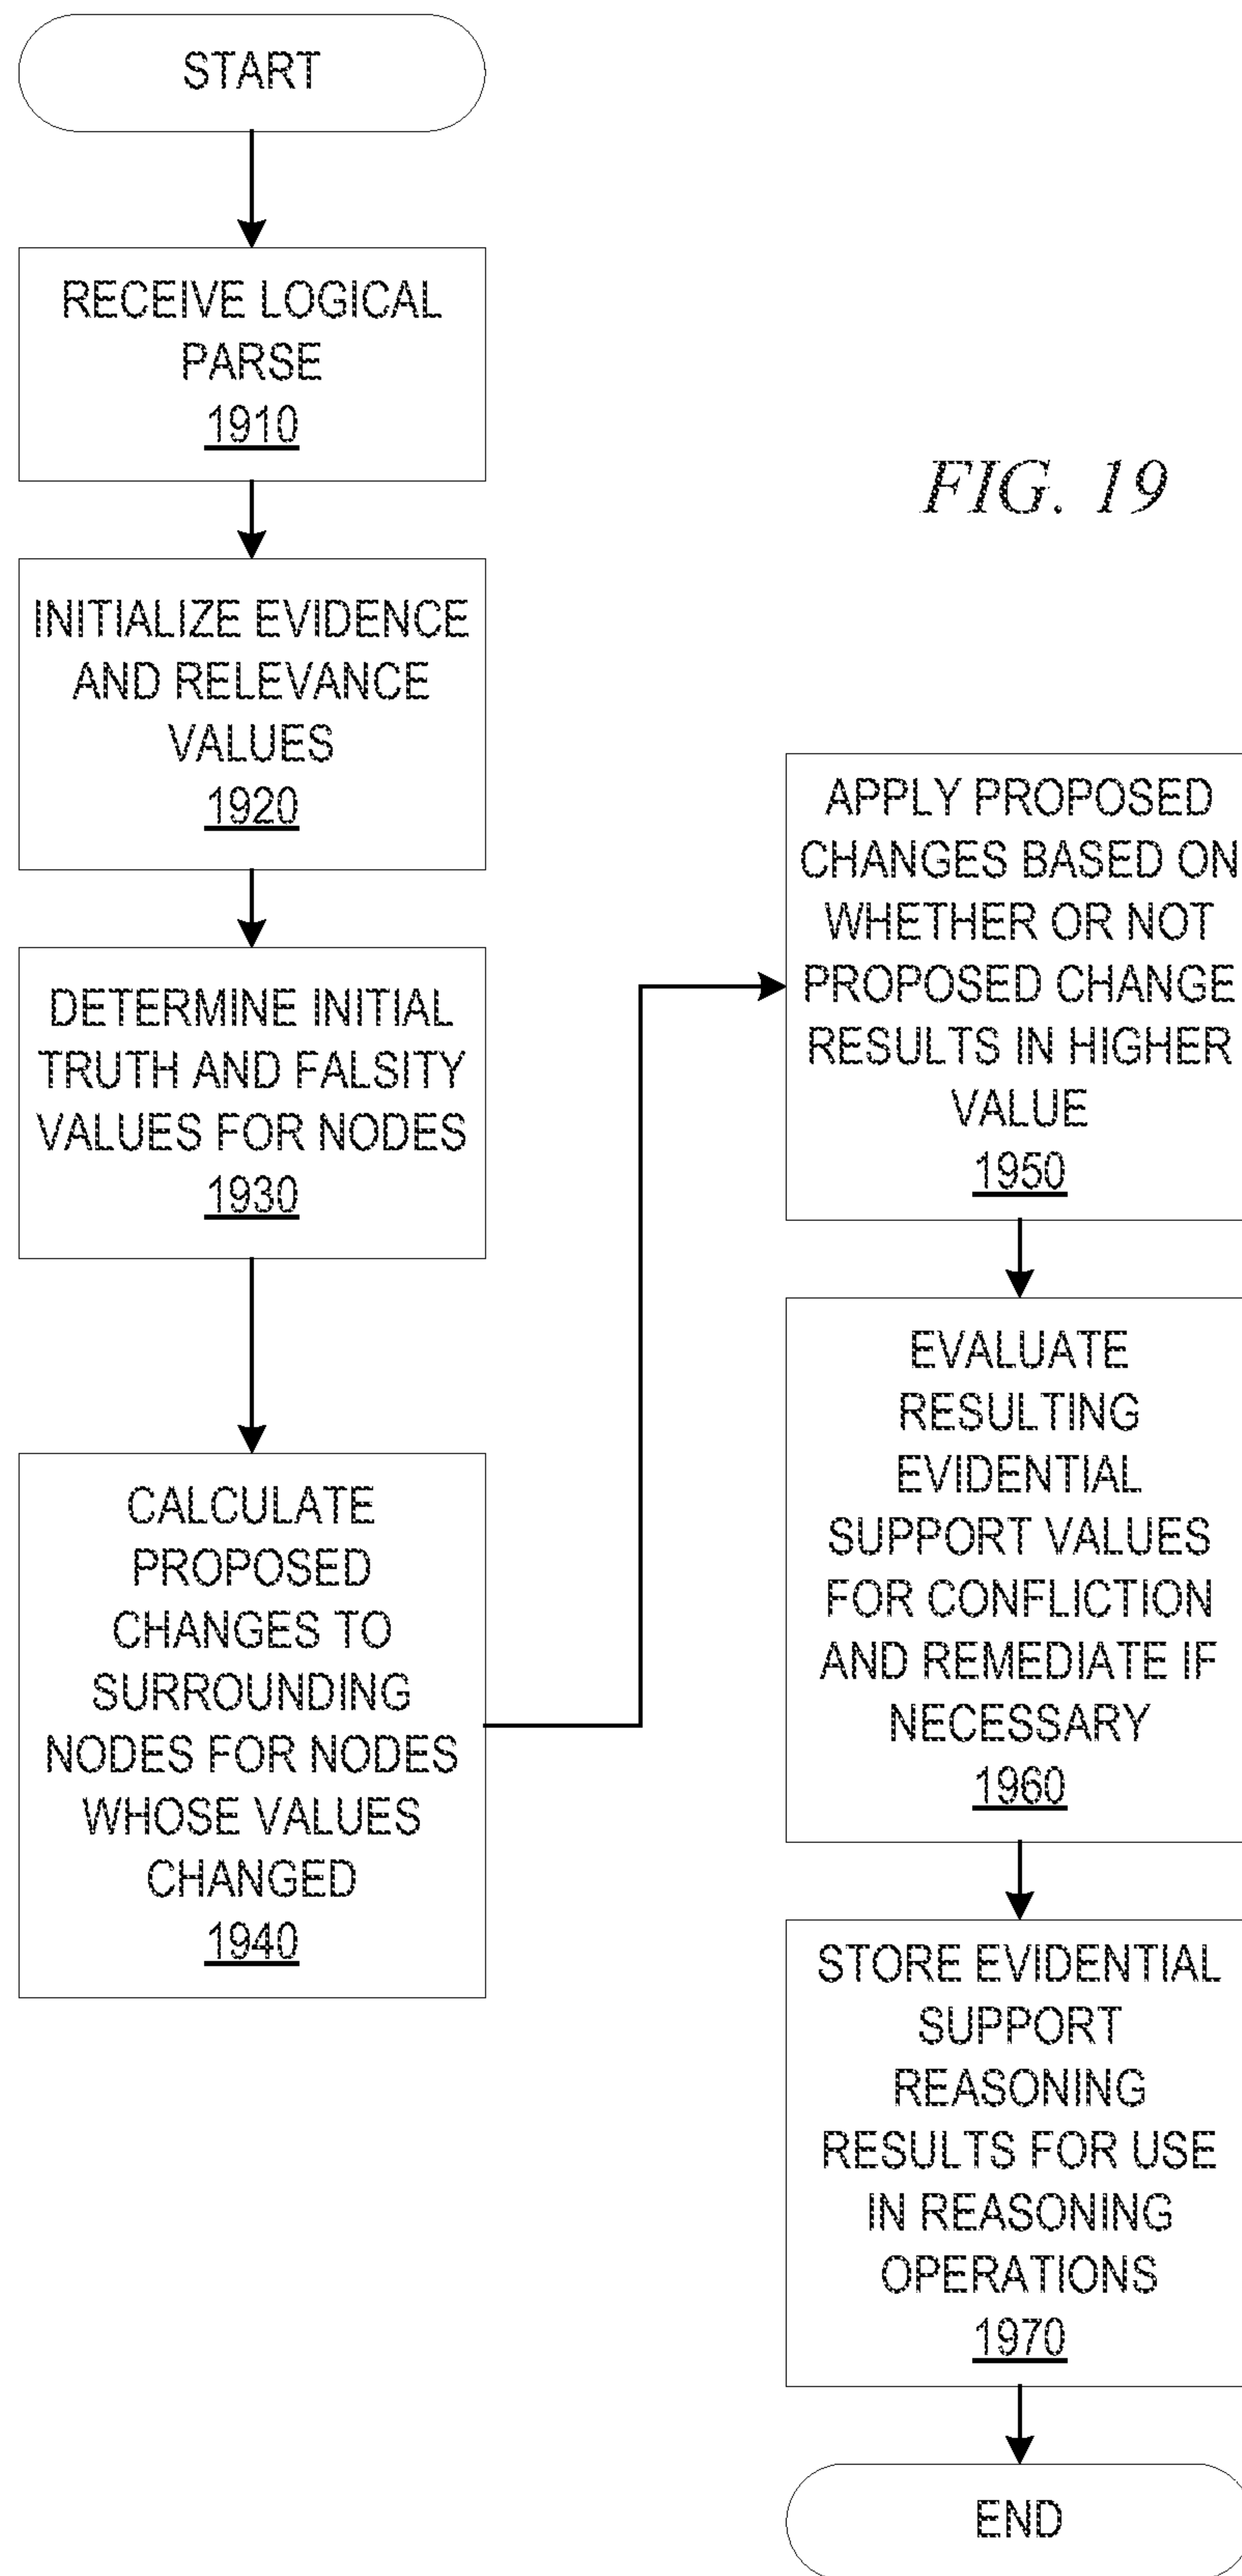 START
RECEIVE LOGICAL
PARSE
1910
INITIALIZE EVIDENCE
AND RELEVANCE
VALUES
1920
DETERMINE INITIAL
TRUTH AND FALSITY
VALUES FOR NODES
1930
CALCULATE
PROPOSED
CHANGES TO
SURROUNDING
NODES FOR NODES
WHOSE VALUES
CHANGED
1940
FIG. 19
APPLY PROPOSED
CHANGES BASED ON
WHETHER OR NOT
PROPOSED CHANGE
RESULTS IN HIGHER
VALUE
1950
EVALUATE
RESULTING
EVIDENTIAL
SUPPORT VALUES
FOR CONFLICTION
AND REMEDIATE IF
NECESSARY
1960
STORE EVIDENTIAL
SUPPORT
REASONING
RESULTS FOR USE
IN REASONING
OPERATIONS
1970
END